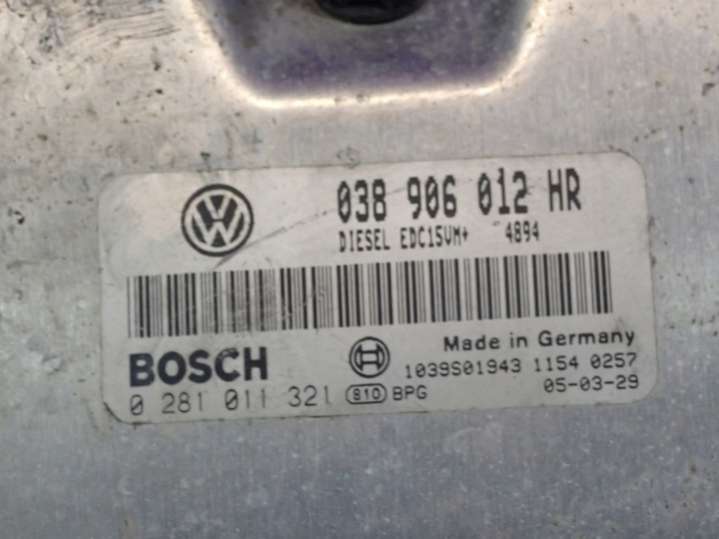 038 906 012 HR
DIESEL EDC15VM+ 4894
Made in Germany
BOSCH
1039S01943 1154 0257
0 281 011 321 810 BPG
05-03-29